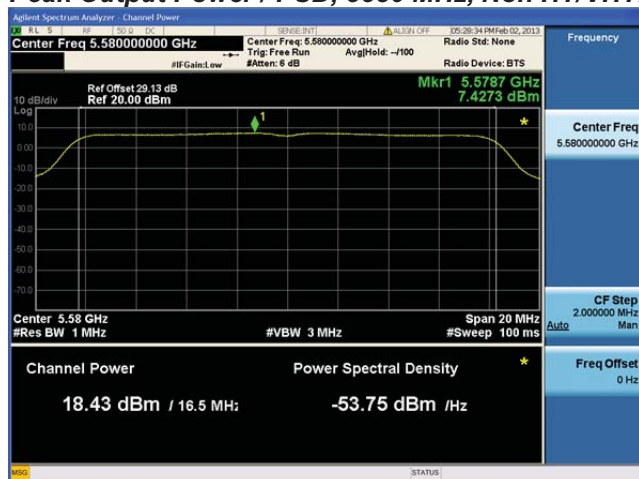 Agilent Spectrum Analyzer - Channel Power
RL S RF 50 Ω DC SENSE:INT ALIGN OFF 05:28:34 PM Feb 02, 2013
Center Freq 5.580000000 GHz
Center Freq: 5.580000000 GHz
Radio Std: None
Trig: Free Run Avg|Hold: --/100
#IFGain:Low #Atten: 6 dB Radio Device: BTS
Frequency
Ref Offset 29.13 dB
10 dB/div Ref 20.00 dBm
Mkr1 5.5787 GHz
7.4273 dBm
Log
10.0
0.00
-10.0
-20.0
-30.0
-40.0
-50.0
-60.0
-70.0
1
*
Center 5.58 GHz Span 20 MHz
#Res BW 1 MHz #VBW 3 MHz #Sweep 100 ms
Channel Power Power Spectral Density *
18.43 dBm / 16.5 MHz -53.75 dBm /Hz
Center Freq
5.580000000 GHz
CF Step
2.000000 MHz
Auto Man
Freq Offset
0 Hz
MSG STATUS